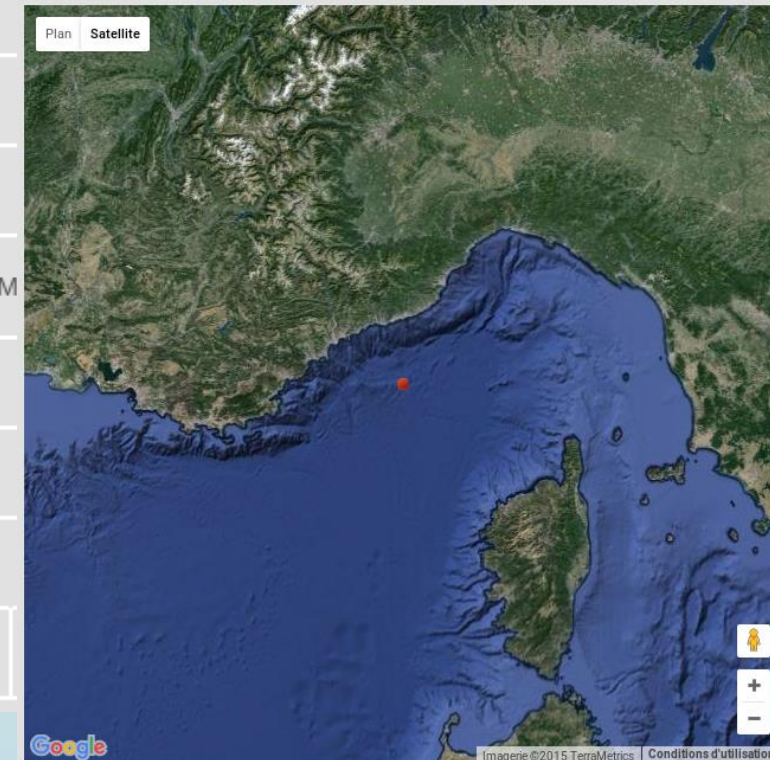 Plan Satellite
M
+
−
Google
Imagerie ©2015 TerraMetrics Conditions d'utilisation